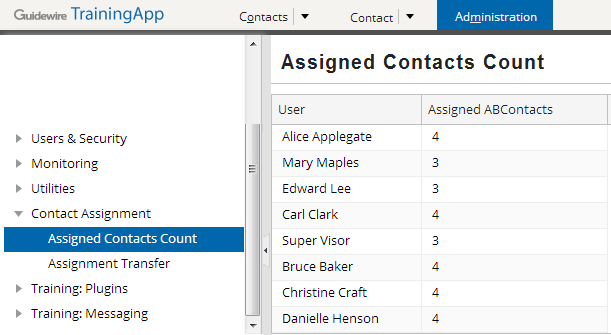 Guidewire TrainingApp
Contacts
Contact
Administration
Users & Security
Monitoring
Utilities
Contact Assignment
Assigned Contacts Count
Assignment Transfer
Training: Plugins
Training: Messaging
Assigned Contacts Count
User Assigned ABContacts
Alice Applegate 4
Mary Maples 3
Edward Lee 3
Carl Clark 4
Super Visor 3
Bruce Baker 4
Christine Craft 4
Danielle Henson 4